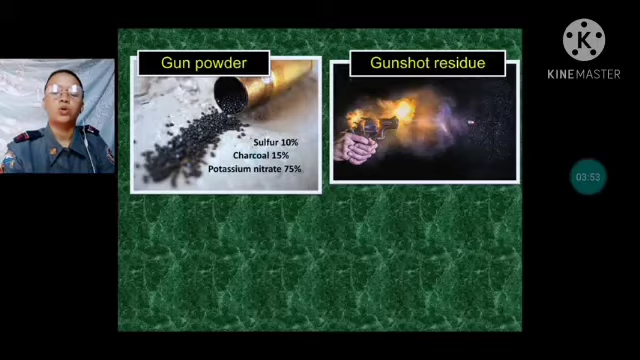 Gun powder
Gunshot residue
Sulfur 10%
Charcoal 15%
Potassium nitrate 75%
KINEMASTER
03:53